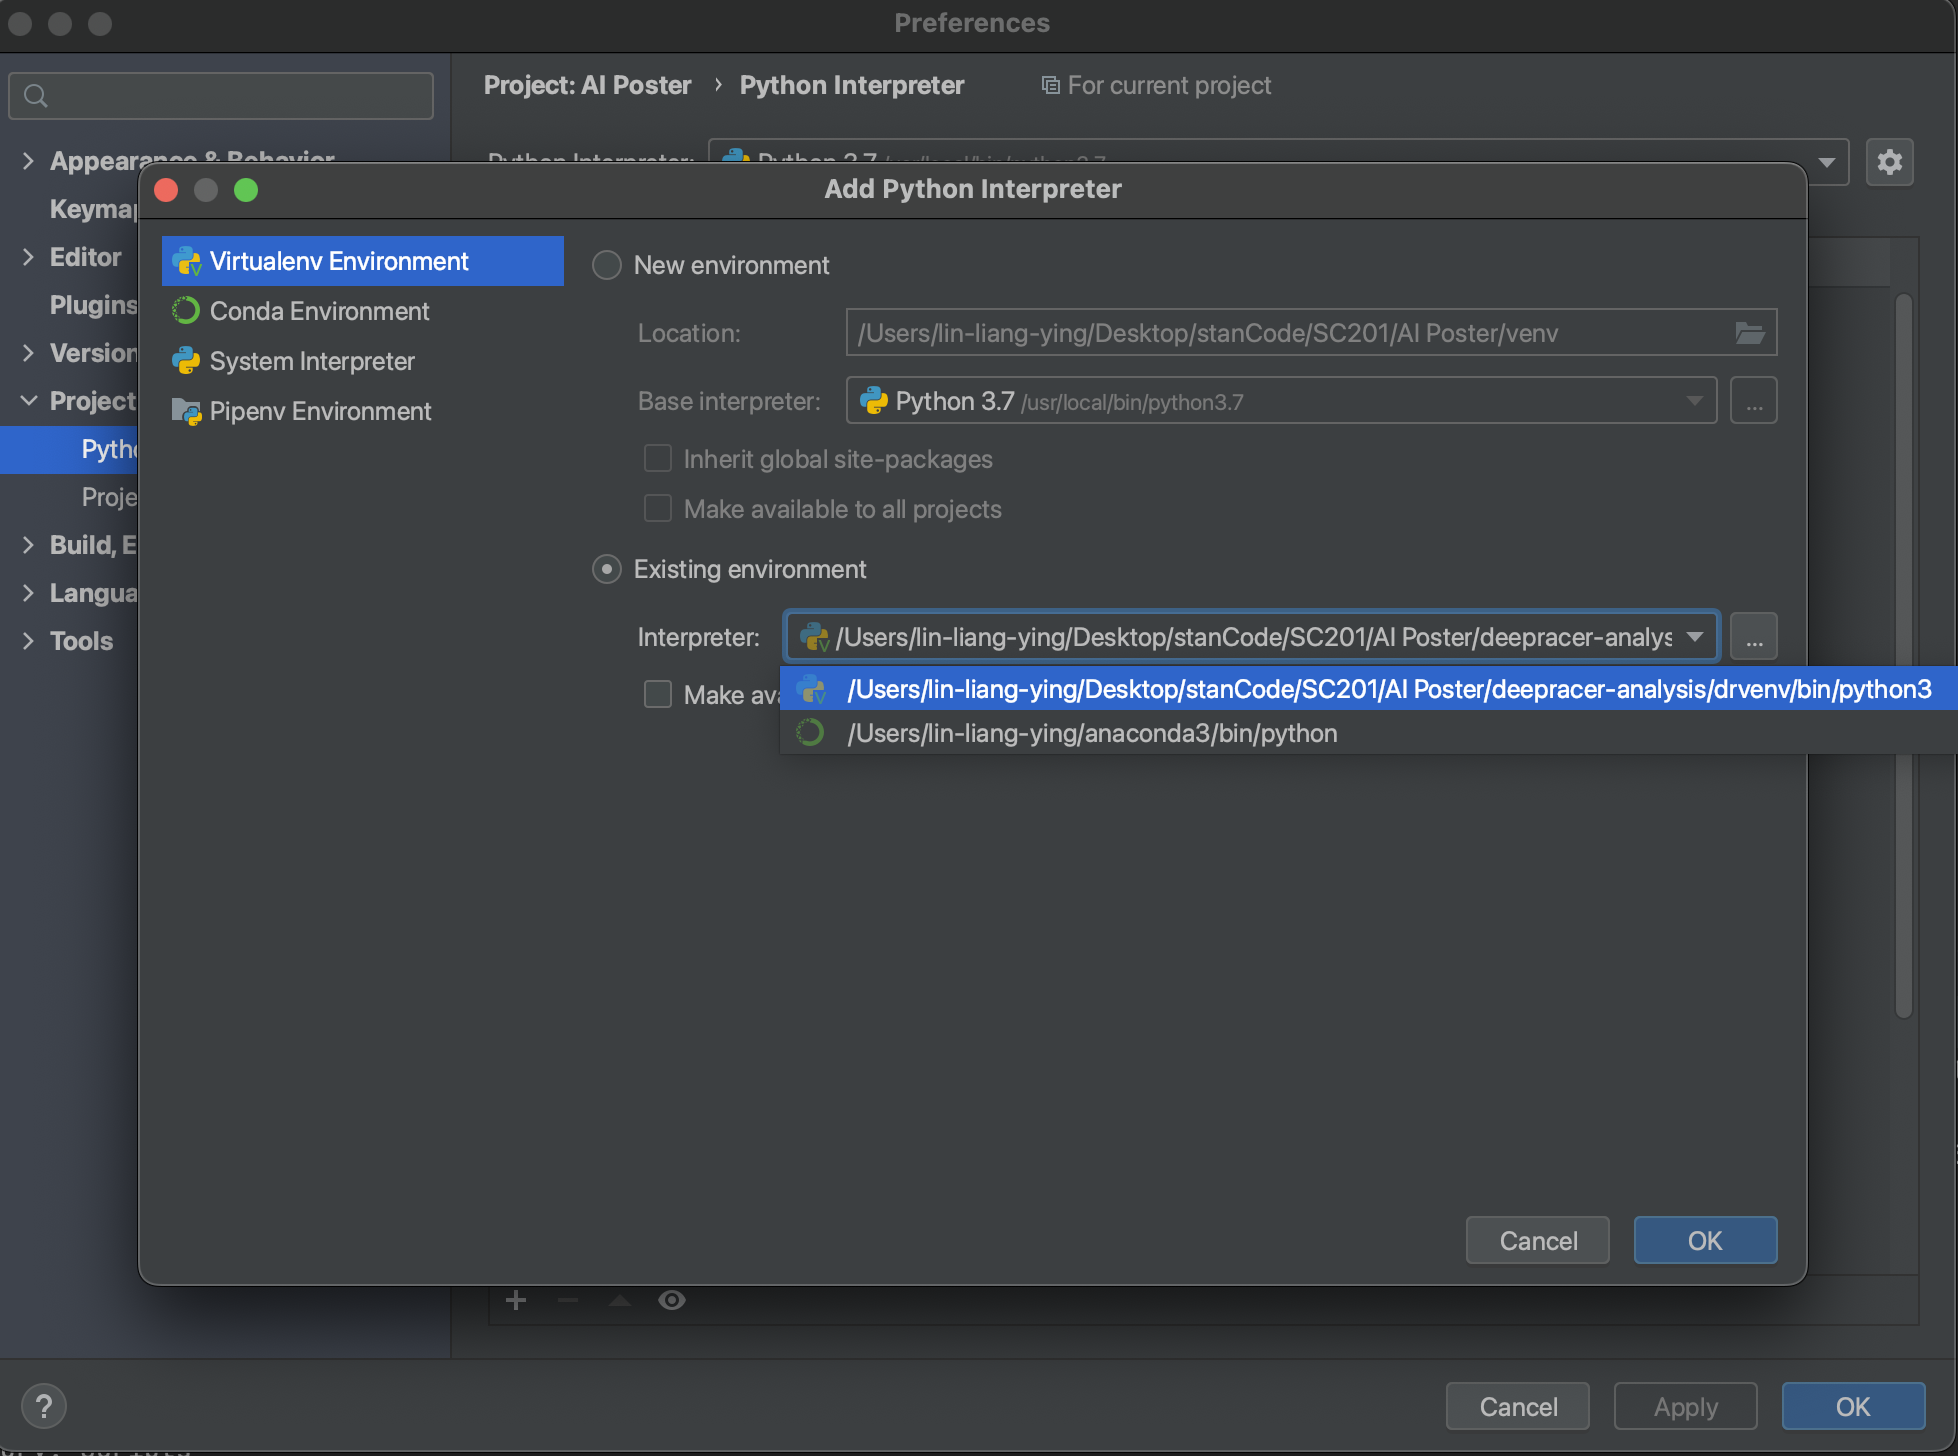 Preferences
Project: AI Poster › Python Interpreter For current project
Appearance & Behavior
Python Interpreter: Python 3.7 /usr/local/bin/python3.7
Add Python Interpreter
Keymap
Editor
Plugins
Version
Project
Pytho
Proje
Build, E
Langua
Tools
Virtualenv Environment
Conda Environment
System Interpreter
Pipenv Environment
New environment
Location: /Users/lin-liang-ying/Desktop/stanCode/SC201/AI Poster/venv
Base interpreter: Python 3.7 /usr/local/bin/python3.7 ...
Inherit global site-packages
Make available to all projects
Existing environment
Interpreter: /Users/lin-liang-ying/Desktop/stanCode/SC201/AI Poster/deepracer-analys ...
Make ava
/Users/lin-liang-ying/Desktop/stanCode/SC201/AI Poster/deepracer-analysis/drvenv/bin/python3
/Users/lin-liang-ying/anaconda3/bin/python
Cancel OK
?
Cancel Apply OK